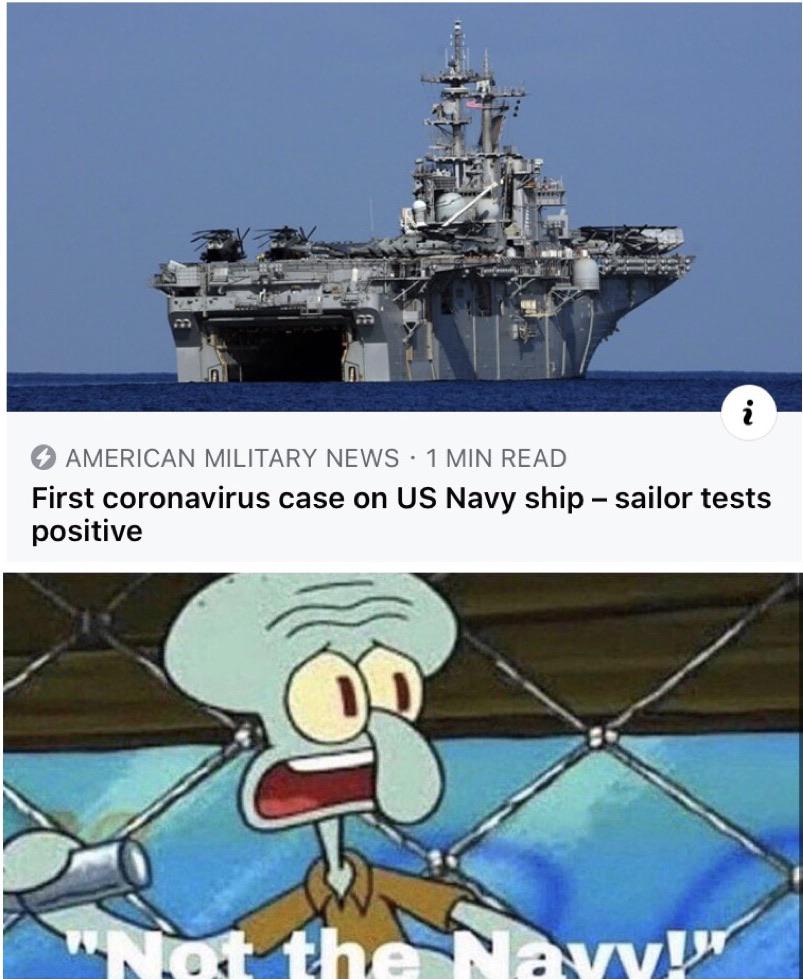 AMERICAN MILITARY NEWS · 1 MIN READ
First coronavirus case on US Navy ship – sailor tests
positive
"Not the Navy!"